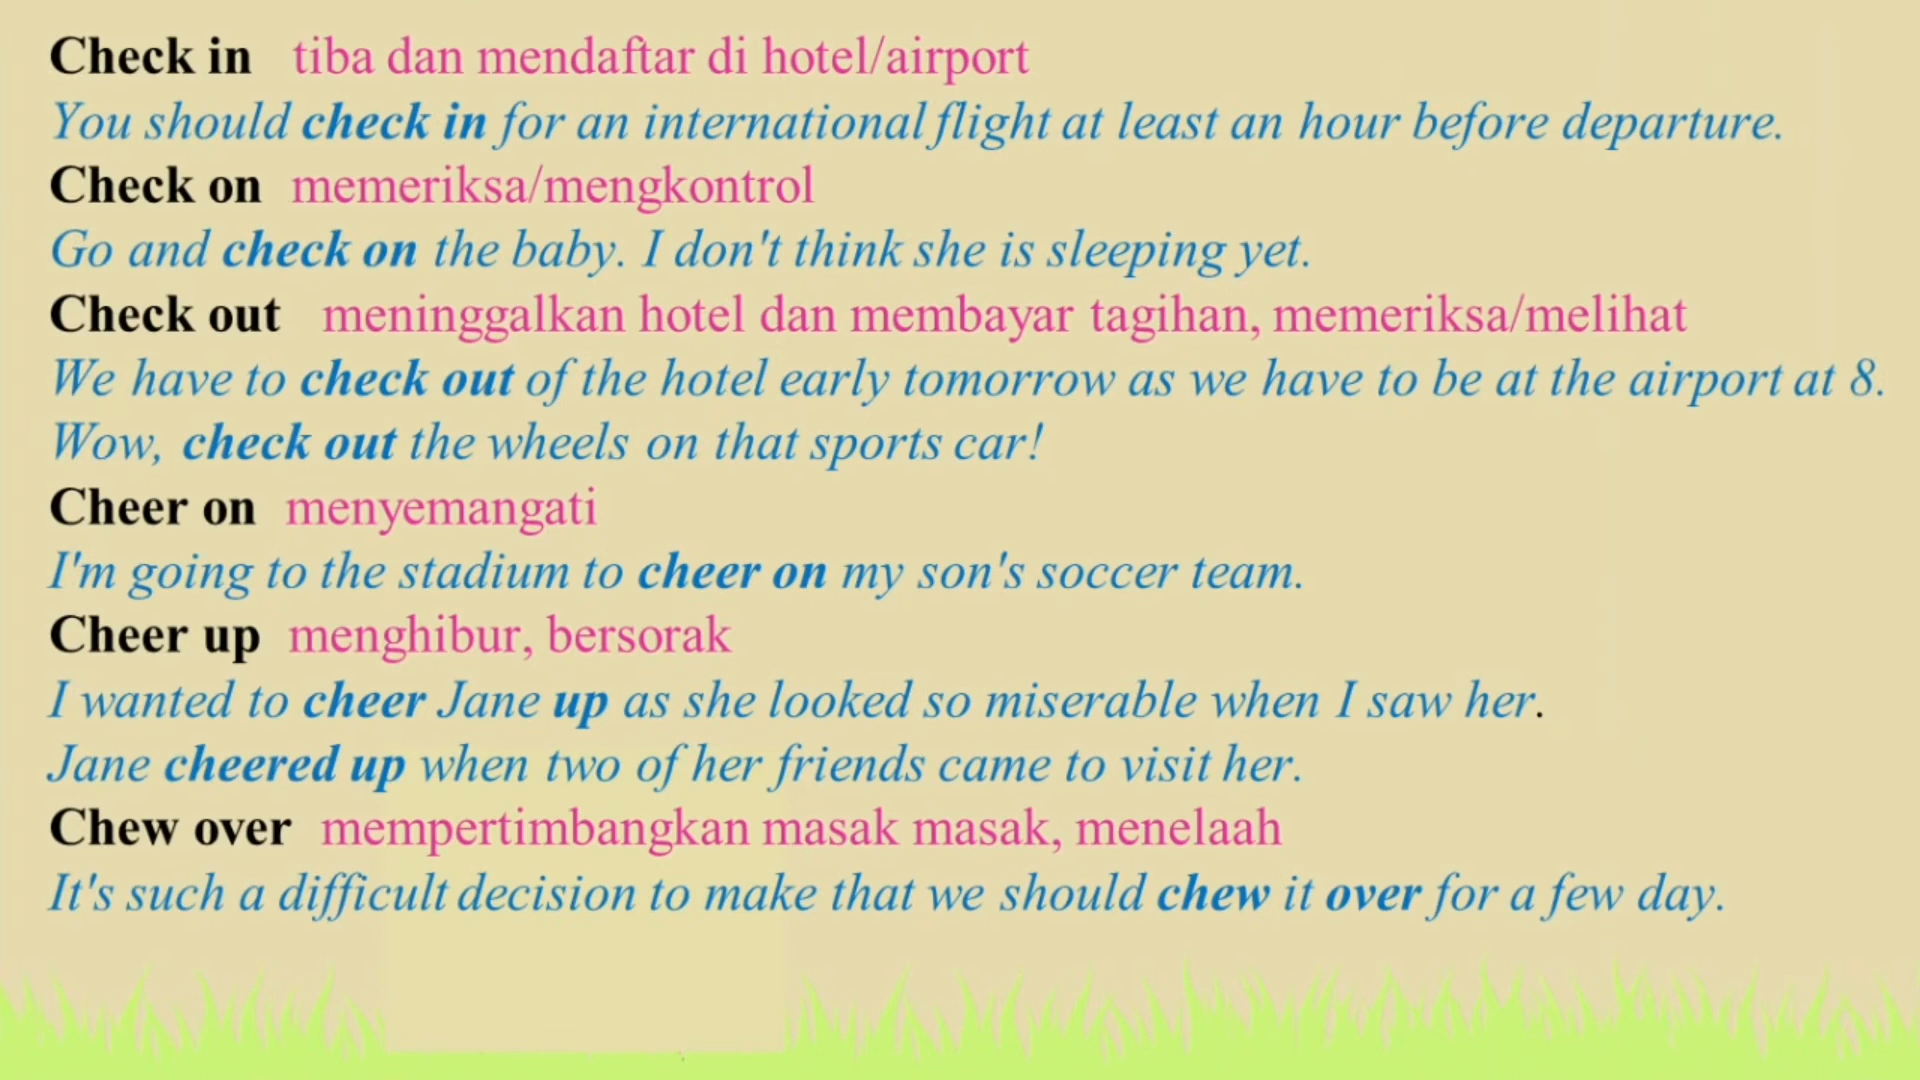 Check in tiba dan mendaftar di hotel/airport
You should check in for an international flight at least an hour before departure.
Check on memeriksa/mengkontrol
Go and check on the baby. I don't think she is sleeping yet.
Check out meninggalkan hotel dan membayar tagihan, memeriksa/melihat
We have to check out of the hotel early tomorrow as we have to be at the airport at 8.
Wow, check out the wheels on that sports car!
Cheer on menyemangati
I'm going to the stadium to cheer on my son's soccer team.
Cheer up menghibur, bersorak
I wanted to cheer Jane up as she looked so miserable when I saw her.
Jane cheered up when two of her friends came to visit her.
Chew over mempertimbangkan masak masak, menelaah
It's such a difficult decision to make that we should chew it over for a few day.